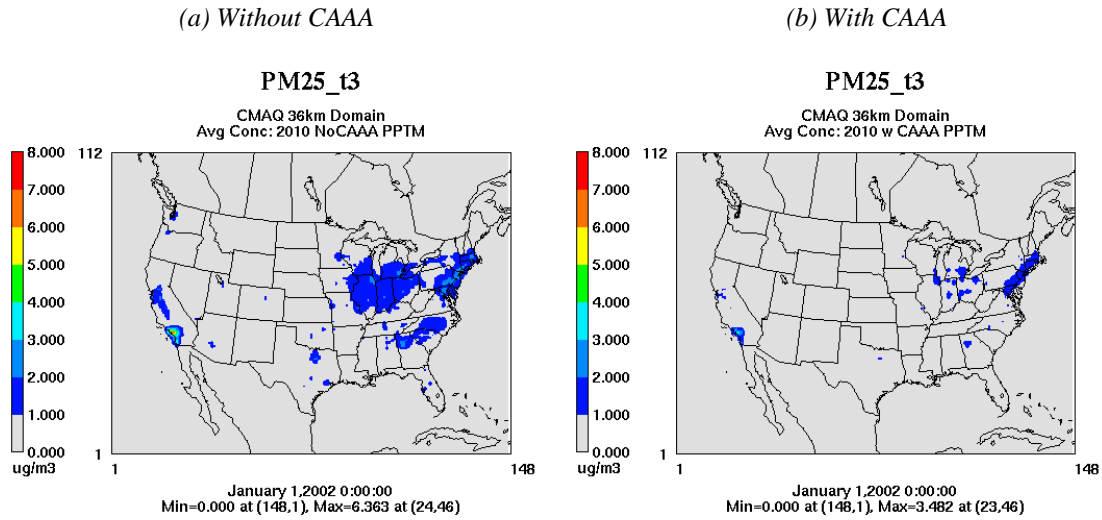 (a) Without CAAA
(b) With CAAA
PM25_t3
CMAQ 36km Domain
Avg Conc: 2010 NoCAAA PPTM
112
8.000
7.000
6.000
5.000
4.000
3.000
2.000
1.000
0.000
ug/m3
1
1
148
January 1,2002 0:00:00
Min=0.000 at (148,1), Max=6.363 at (24,46)
PM25_t3
CMAQ 36km Domain
Avg Conc: 2010 w CAAA PPTM
112
8.000
7.000
6.000
5.000
4.000
3.000
2.000
1.000
0.000
ug/m3
1
1
148
January 1,2002 0:00:00
Min=0.000 at (148,1), Max=3.482 at (23,46)